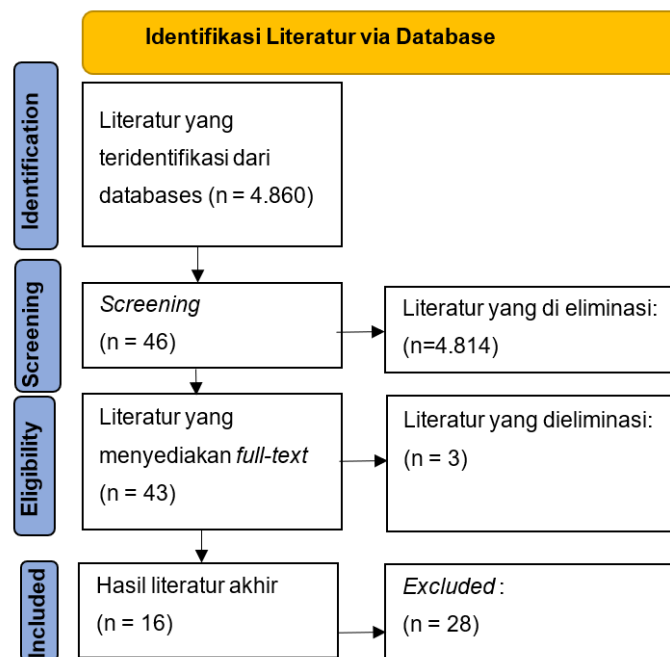 Identifikasi Literatur via Database
Identification
Literatur yang
teridentifikasi dari
databases (n = 4.860)
Screening
Screening
(n = 46)
Literatur yang di eliminasi:
(n=4.814)
Eligibility
Literatur yang
menyediakan full-text
(n = 43)
Literatur yang dieliminasi:
(n = 3)
Included
Hasil literatur akhir
(n = 16)
Excluded :
(n = 28)